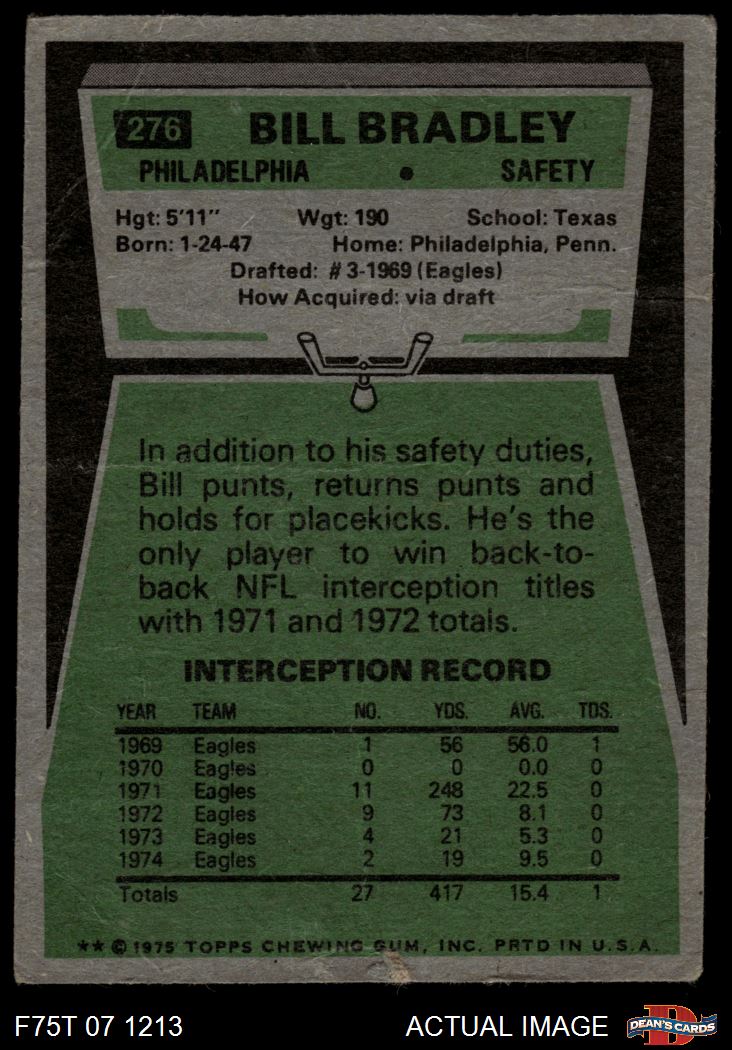 276 BILL BRADLEY
PHILADELPHIA • SAFETY
Hgt: 5'11" Wgt: 190 School: Texas
Born: 1-24-47 Home: Philadelphia, Penn.
Drafted: #3-1969 (Eagles)
How Acquired: via draft
In addition to his safety duties,
Bill punts, returns punts and
holds for placekicks. He's the
only player to win back-to-
back NFL interception titles
with 1971 and 1972 totals.
INTERCEPTION RECORD
YEAR TEAM NO. YDS. AVG. TDS.
1969 Eagles 1 56 56.0 1
1970 Eagles 0 0 0.0 0
1971 Eagles 11 248 22.5 0
1972 Eagles 9 73 8.1 0
1973 Eagles 4 21 5.3 0
1974 Eagles 2 19 9.5 0
Totals 27 417 15.4 1
** © 1975 TOPPS CHEWING GUM, INC. PRTD IN U.S.A.
F75T 07 1213 ACTUAL IMAGE DEAN'S CARDS